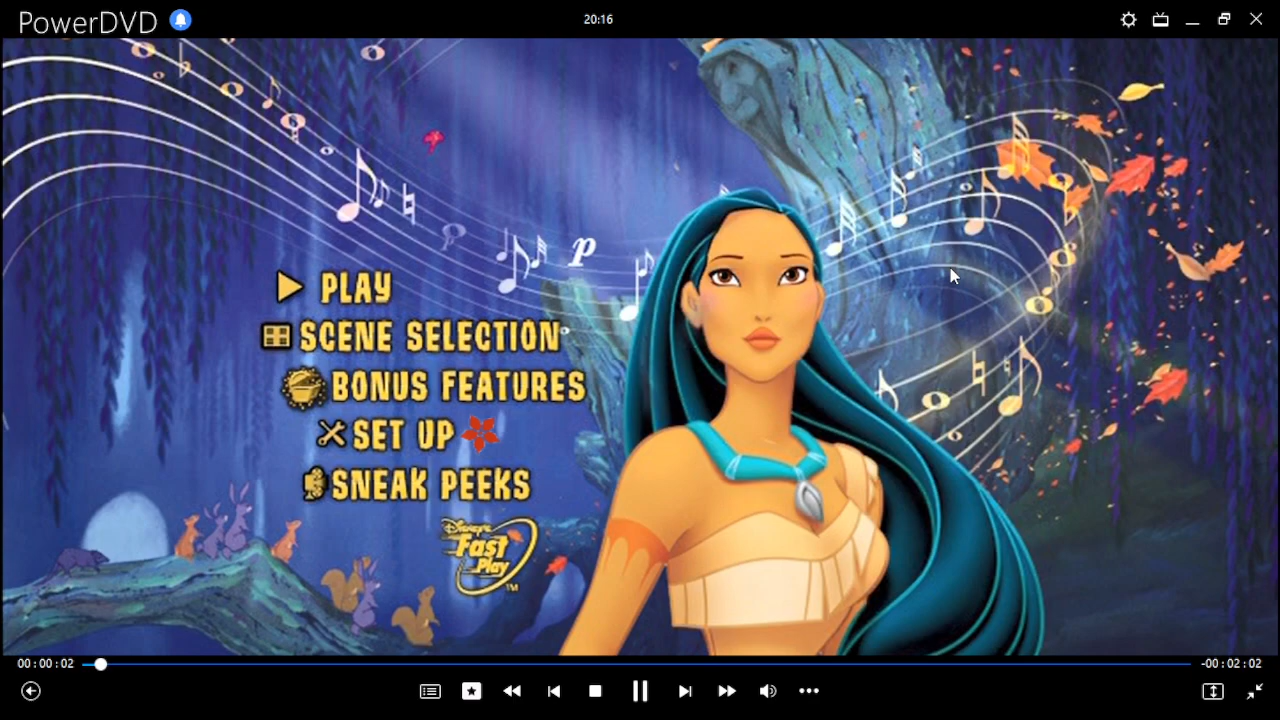 PowerDVD
20:16
p
PLAY
SCENE SELECTION
BONUS FEATURES
SET UP
SNEAK PEEKS
DISNEY'S
Fast
Play
TM
00:00:02
-00:02:02